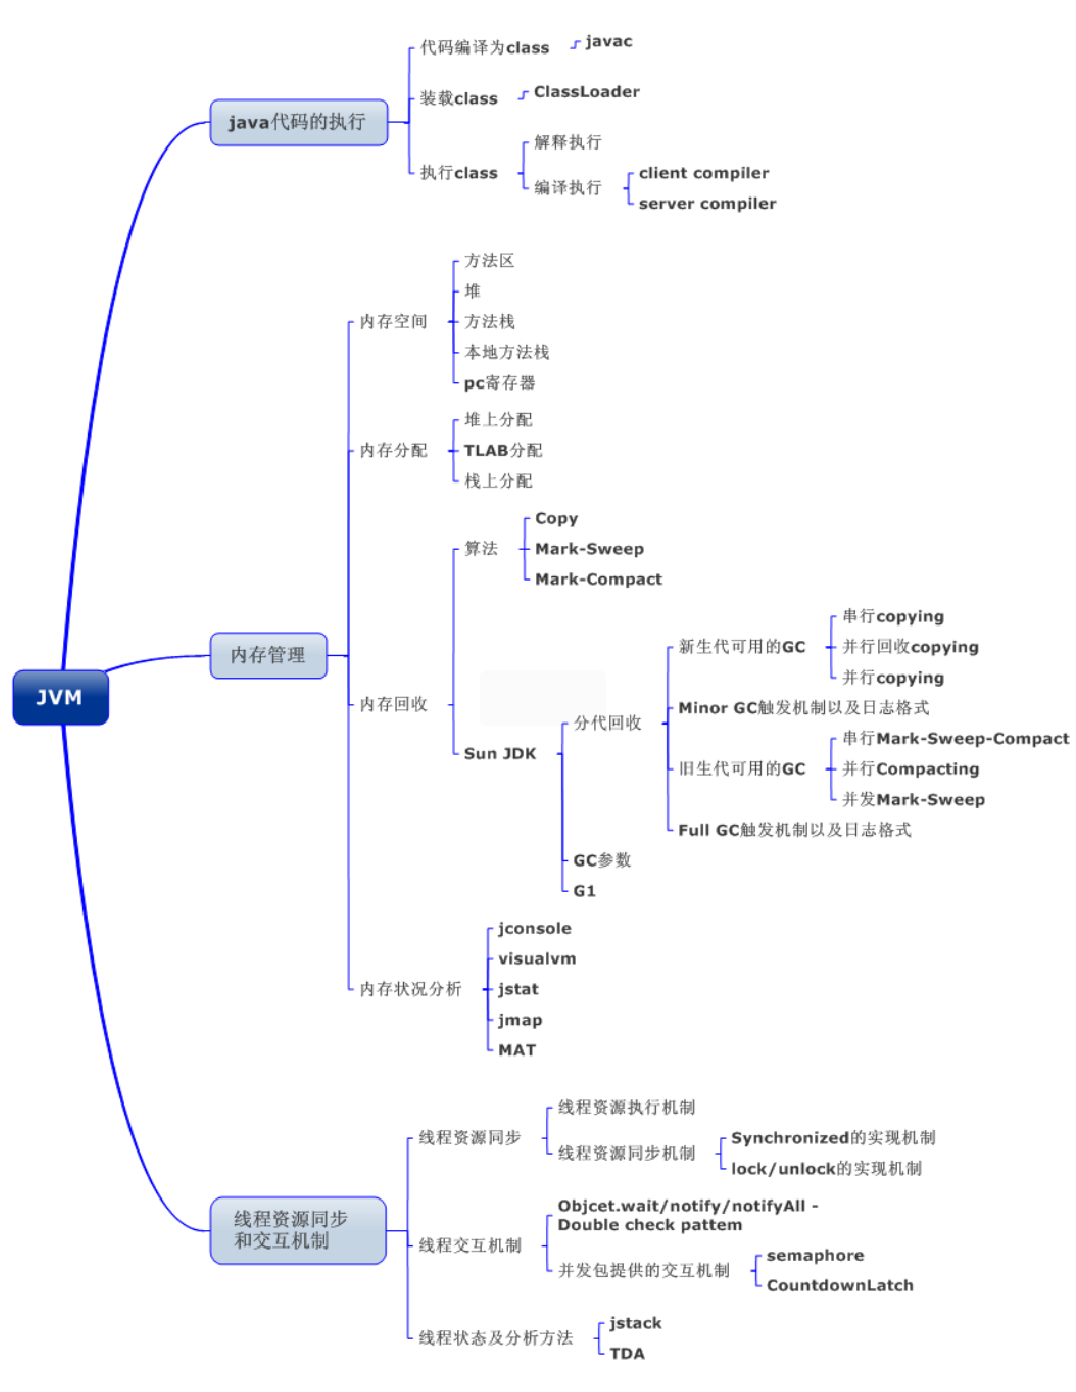 代码编译为class
javac
装载class
ClassLoader
java代码的执行
解释执行
执行class
编译执行
client compiler
server compiler
方法区
堆
内存空间
方法栈
本地方法栈
pc寄存器
堆上分配
内存分配
TLAB分配
栈上分配
Copy
算法
Mark-Sweep
Mark-Compact
串行copying
新生代可用的GC
并行回收copying
并行copying
内存管理
JVM
内存回收
Minor GC触发机制以及日志格式
分代回收
串行Mark-Sweep-Compact
Sun JDK
旧生代可用的GC
并行Compacting
并发Mark-Sweep
Full GC触发机制以及日志格式
GC参数
G1
jconsole
visualvm
内存状况分析
jstat
jmap
MAT
线程资源执行机制
线程资源同步
线程资源同步机制
Synchronized的实现机制
lock/unlock的实现机制
Objcet.wait/notify/notifyAll -
Double check pattem
线程资源同步
和交互机制
线程交互机制
并发包提供的交互机制
semaphore
CountdownLatch
线程状态及分析方法
jstack
TDA